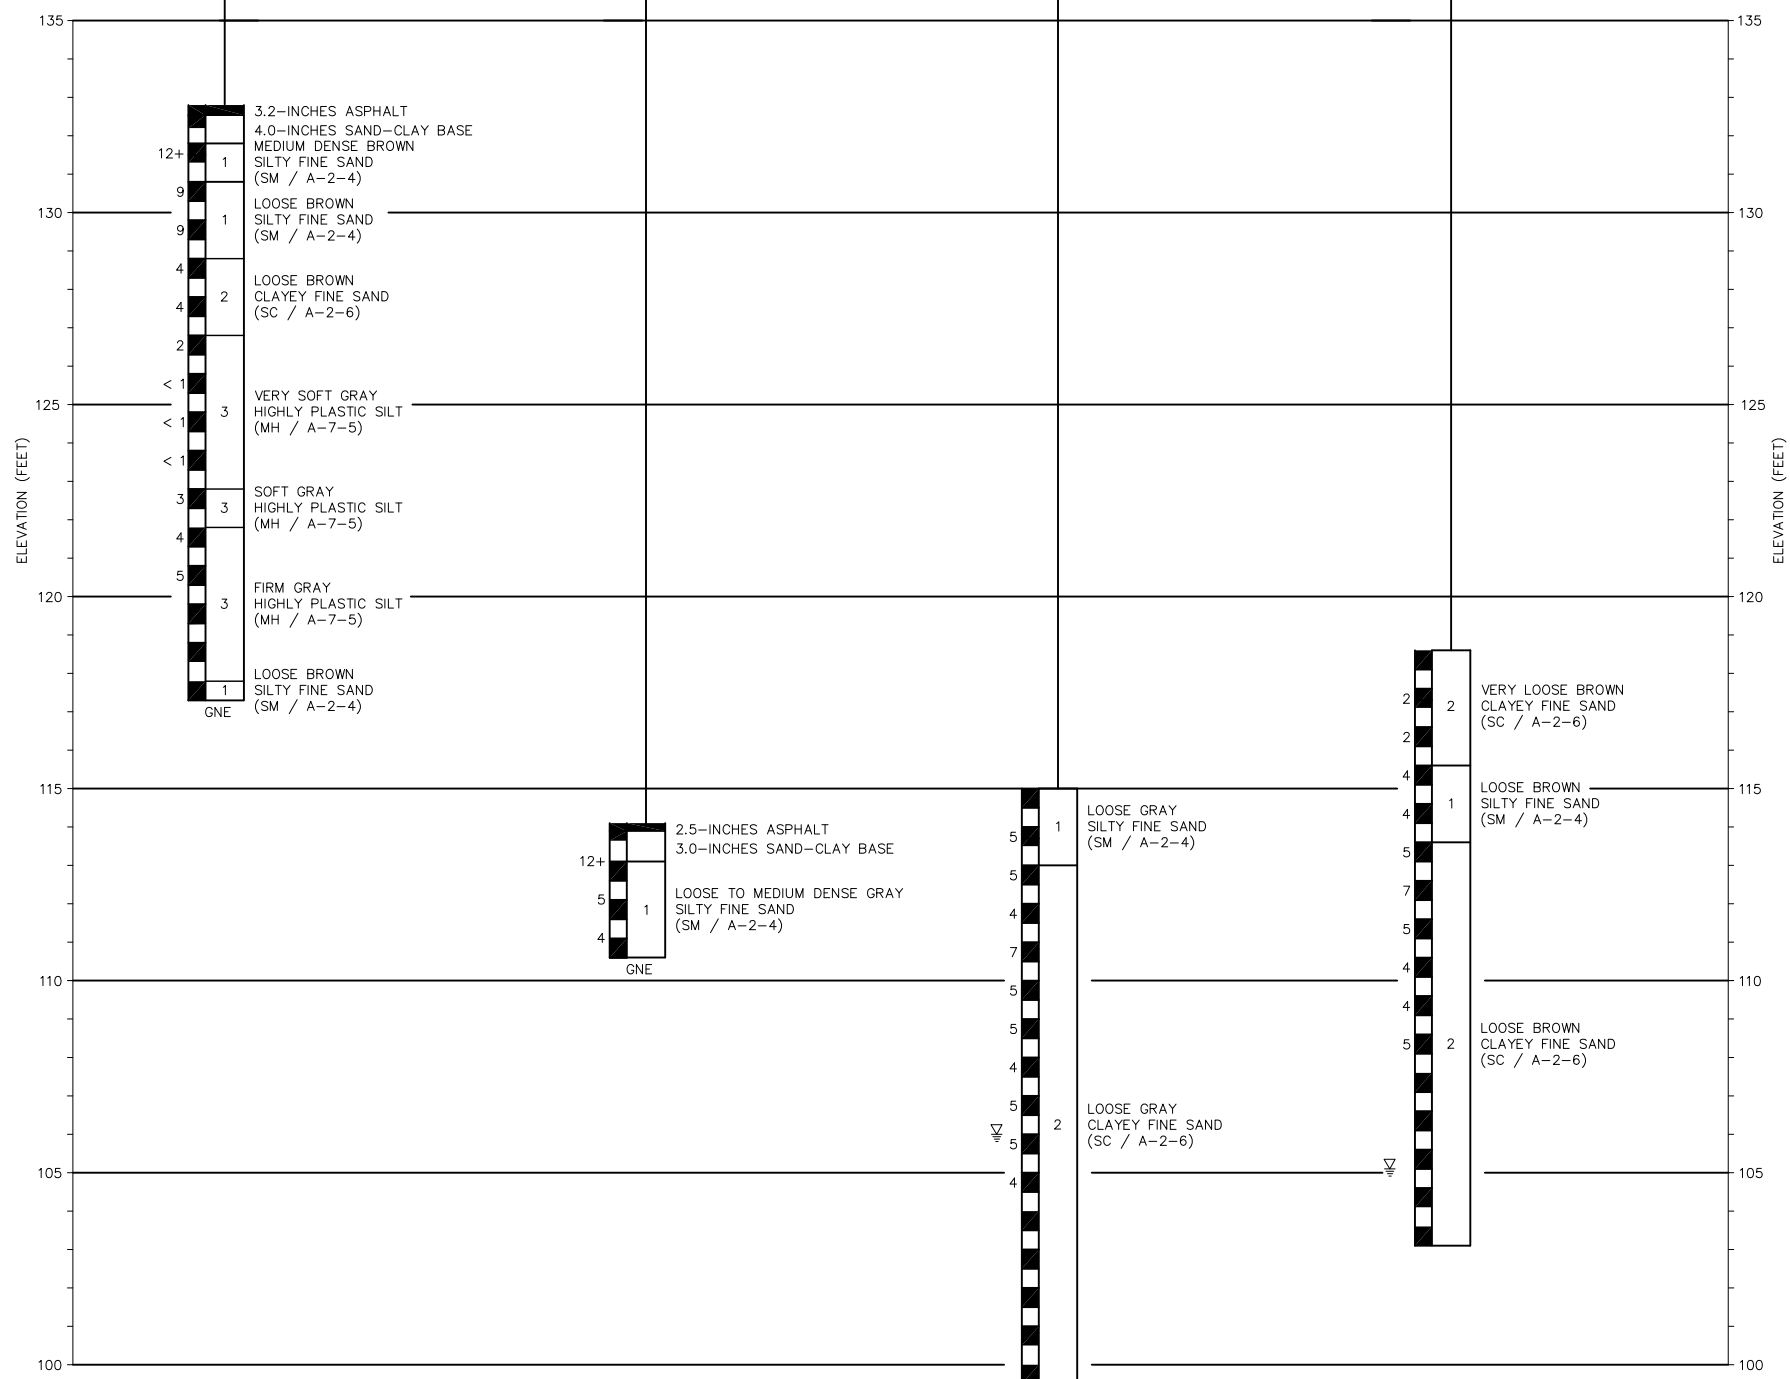 135
135
3.2-INCHES ASPHALT
4.0-INCHES SAND-CLAY BASE
MEDIUM DENSE BROWN
SILTY FINE SAND
(SM / A-2-4)
12+
1
9
LOOSE BROWN
SILTY FINE SAND
(SM / A-2-4)
1
9
130
130
4
LOOSE BROWN
CLAYEY FINE SAND
(SC / A-2-6)
2
4
2
< 1
VERY SOFT GRAY
HIGHLY PLASTIC SILT
(MH / A-7-5)
3
125
125
< 1
< 1
ELEVATION (FEET)
ELEVATION (FEET)
SOFT GRAY
HIGHLY PLASTIC SILT
(MH / A-7-5)
3
3
4
5
FIRM GRAY
HIGHLY PLASTIC SILT
(MH / A-7-5)
3
120
120
LOOSE BROWN
SILTY FINE SAND
(SM / A-2-4)
1
GNE
VERY LOOSE BROWN
CLAYEY FINE SAND
(SC / A-2-6)
2
2
2
4
LOOSE BROWN
SILTY FINE SAND
(SM / A-2-4)
1
4
115
115
LOOSE GRAY
SILTY FINE SAND
(SM / A-2-4)
1
5
2.5-INCHES ASPHALT
3.0-INCHES SAND-CLAY BASE
12+
LOOSE TO MEDIUM DENSE GRAY
SILTY FINE SAND
(SM / A-2-4)
5
1
4
GNE
5
4
7
5
5
4
5
5
4
5
7
5
4
4
5
110
110
LOOSE BROWN
CLAYEY FINE SAND
(SC / A-2-6)
2
LOOSE GRAY
CLAYEY FINE SAND
(SC / A-2-6)
2
105
105
100
100